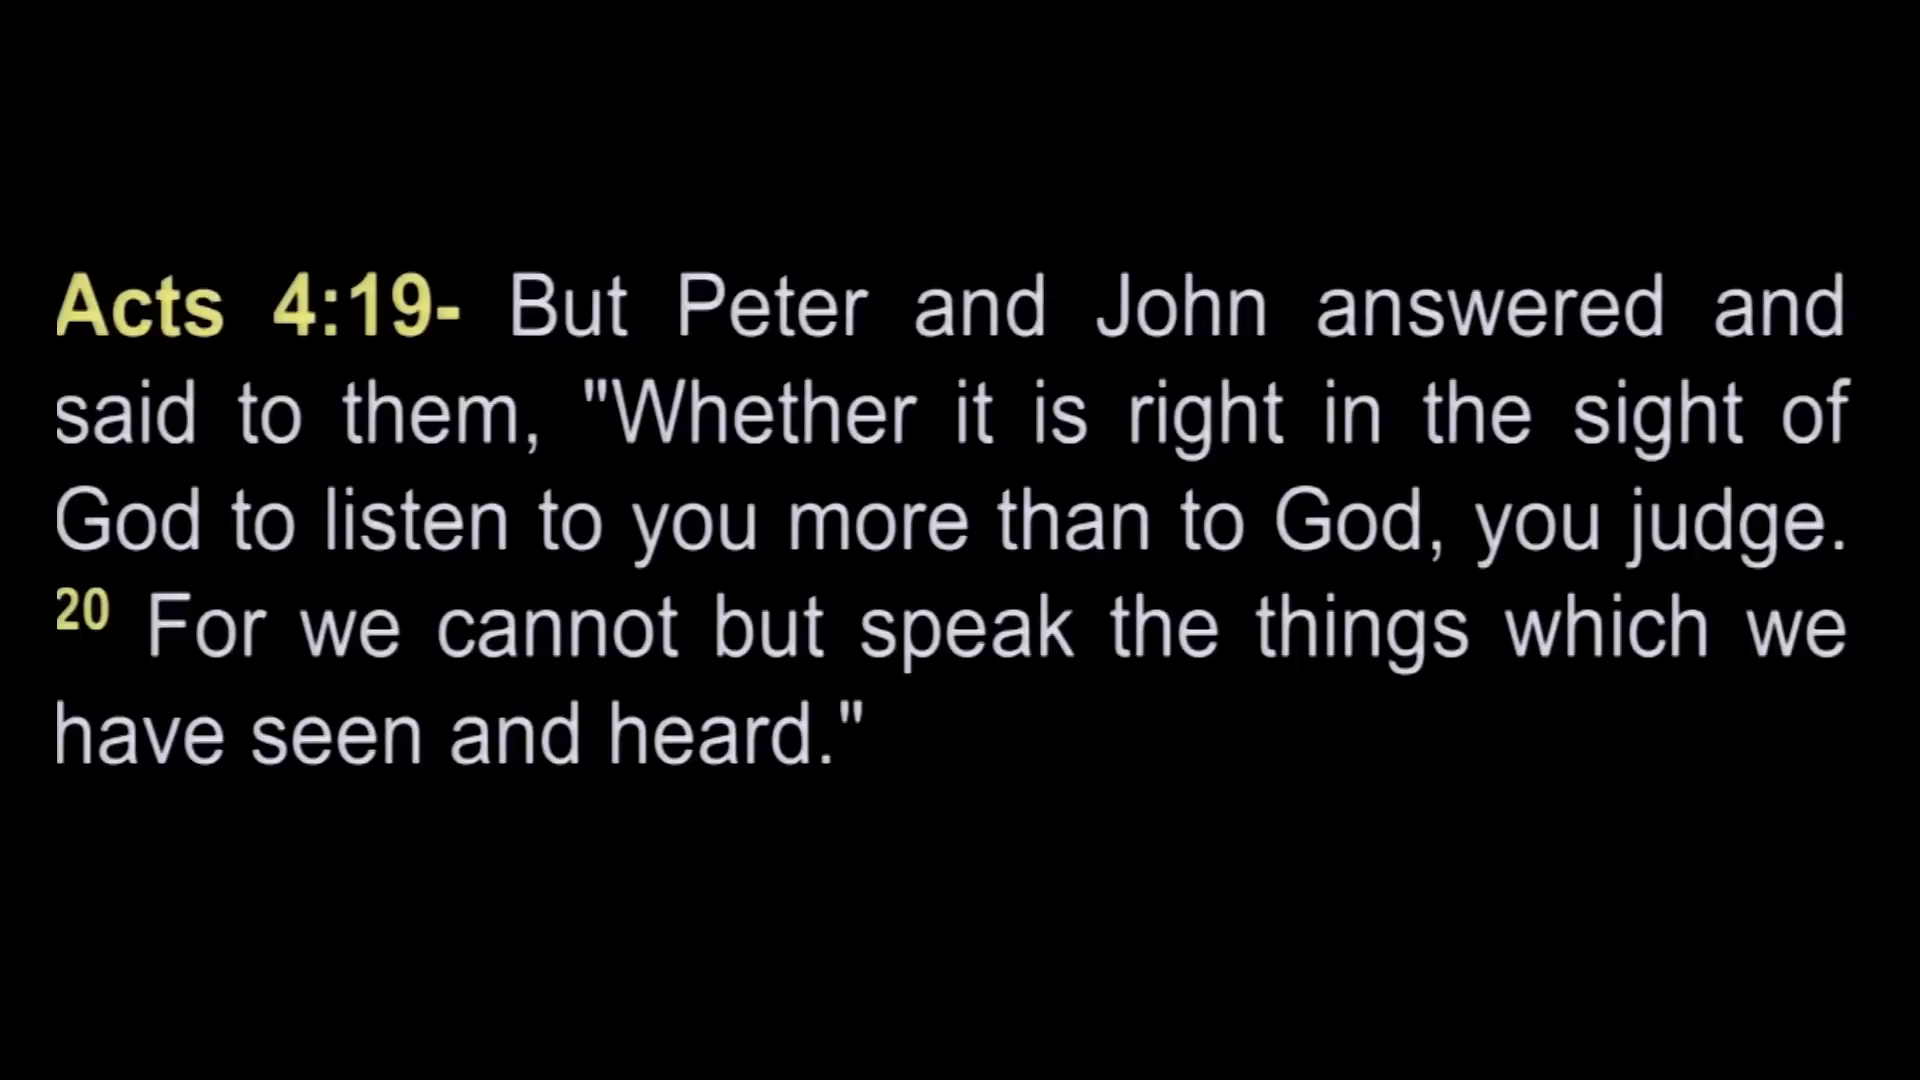 Acts 4:19- But Peter and John answered and
said to them, "Whether it is right in the sight of
God to listen to you more than to God, you judge.
20 For we cannot but speak the things which we
have seen and heard."